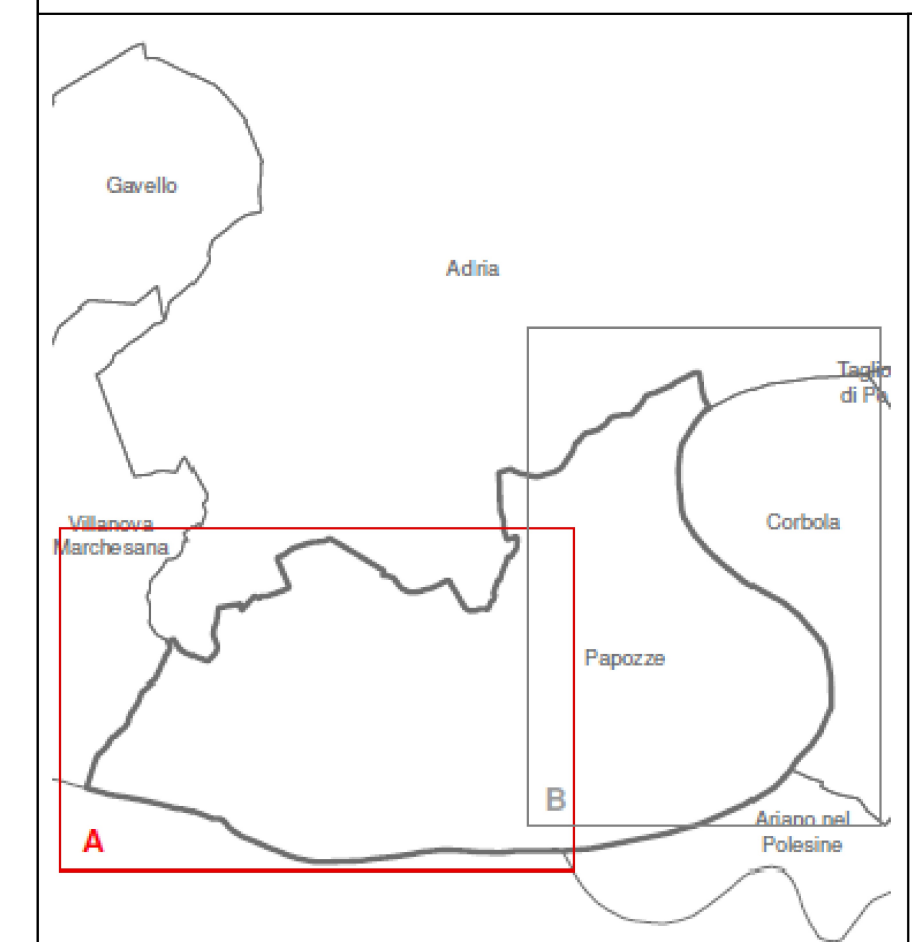 Gavello
Adria
Taglio
di Po
Villanova
Marchesana
Corbola
Papozze
B
A
Ariano nel
Polesine